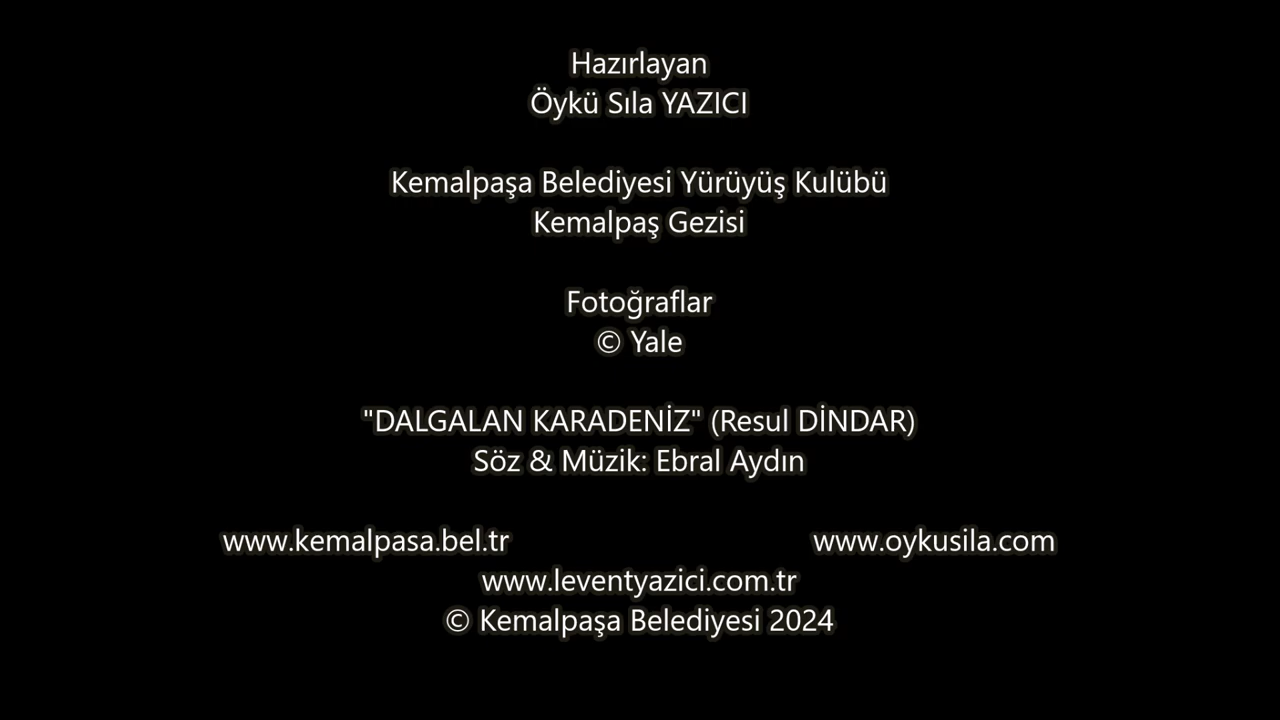 Hazırlayan
Öykü Sıla YAZICI
Kemalpaşa Belediyesi Yürüyüş Kulübü
Kemalpaş Gezisi
Fotoğraflar
© Yale
"DALGALAN KARADENİZ" (Resul DİNDAR)
Söz & Müzik: Ebral Aydın
www.kemalpasa.bel.tr www.oykusila.com
www.leventyazici.com.tr
© Kemalpaşa Belediyesi 2024